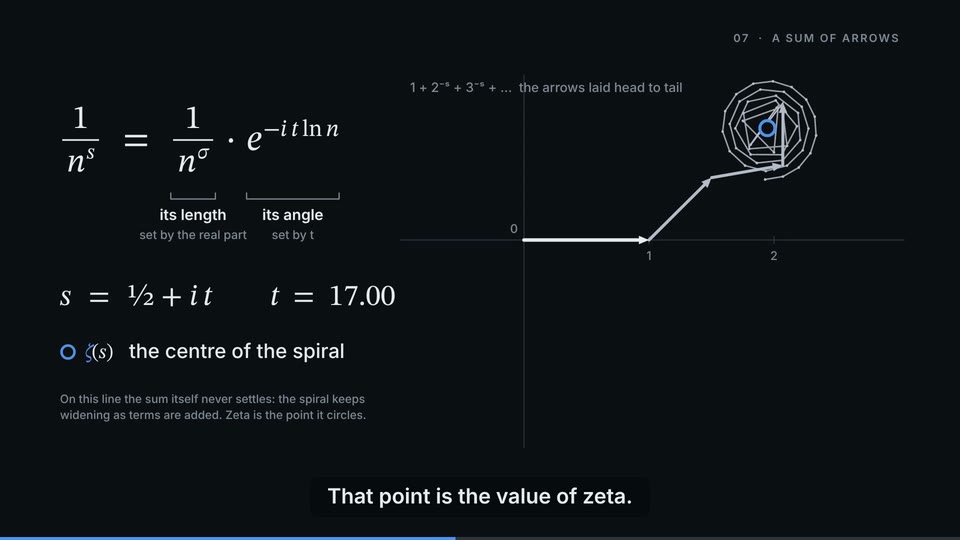 07 · A SUM OF ARROWS
1 + 2⁻ˢ + 3⁻ˢ + ... the arrows laid head to tail
1/nˢ = 1/n^σ · e^(−i t ln n)
its length its angle
set by the real part set by t
s = ½ + i t t = 17.00
ζ(s) the centre of the spiral
On this line the sum itself never settles: the spiral keeps
widening as terms are added. Zeta is the point it circles.
0
1 2
That point is the value of zeta.